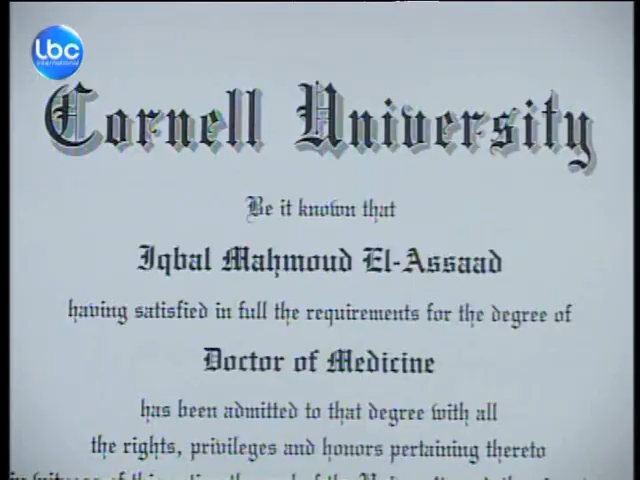 LBC
international
Cornell University
Be it known that
Iqbal Mahmoud El-Assaad
having satisfied in full the requirements for the degree of
Doctor of Medicine
has been admitted to that degree with all
the rights, privileges and honors pertaining thereto